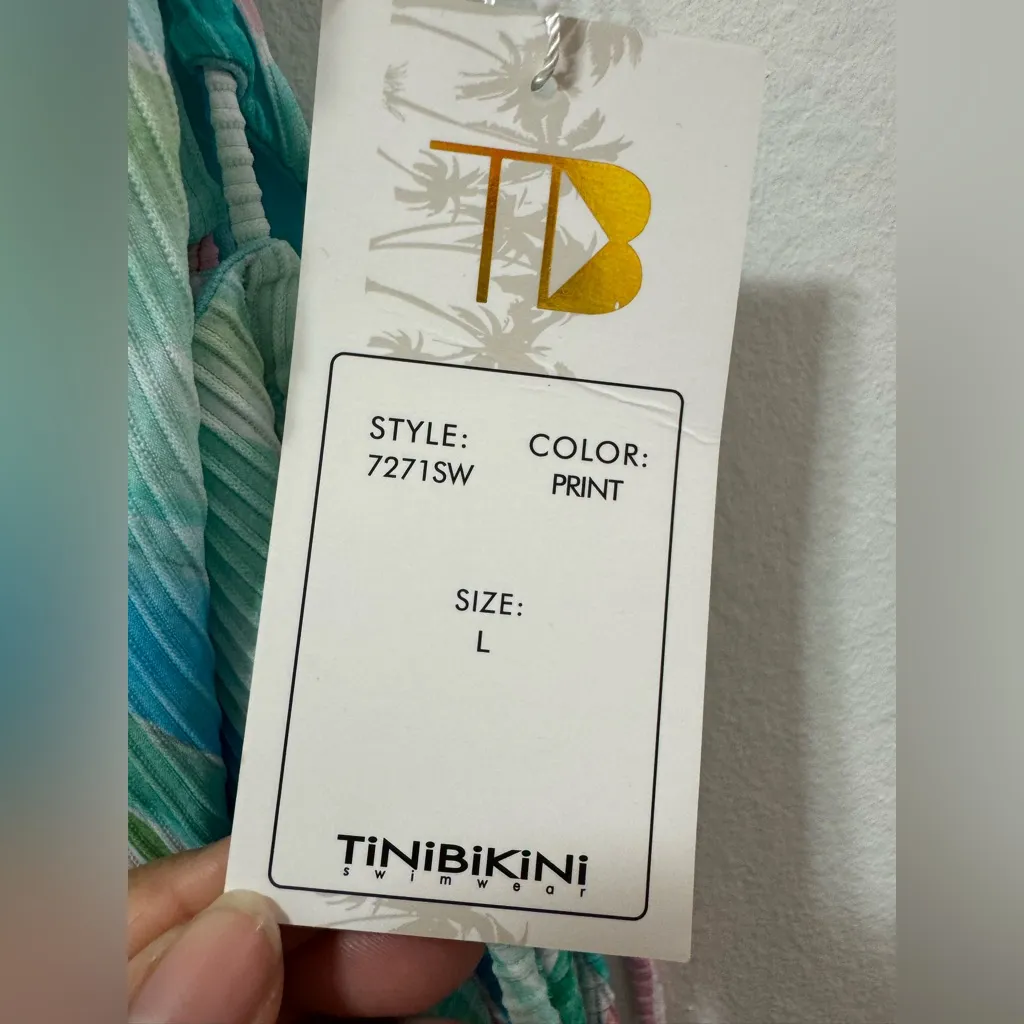 TB
STYLE:
7271SW
COLOR:
PRINT
SIZE:
L
TiNiBiKiNi
swimwear